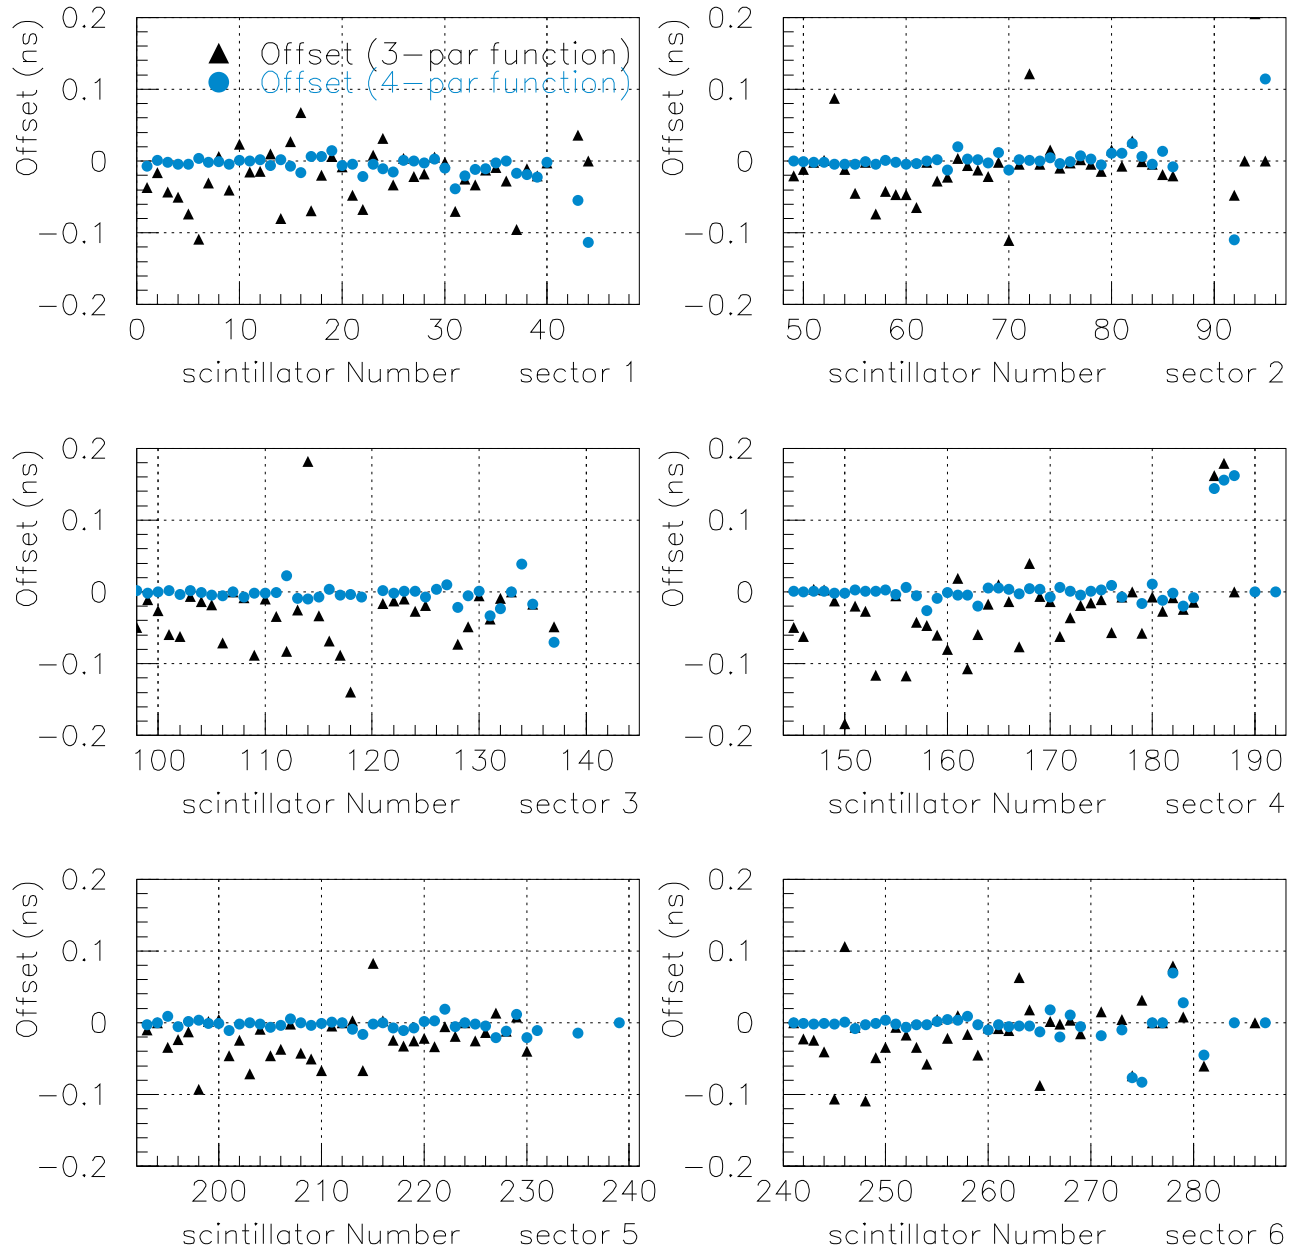 0.2
0.1
0
−0.1
−0.2
Offset (ns)
Offset (3−par function)
Offset (4−par function)
0 10 20 30 40
scintillator Number sector 1
0.2
0.1
0
−0.1
−0.2
Offset (ns)
50 60 70 80 90
scintillator Number sector 2
0.2
0.1
0
−0.1
−0.2
Offset (ns)
100 110 120 130 140
scintillator Number sector 3
0.2
0.1
0
−0.1
−0.2
Offset (ns)
150 160 170 180 190
scintillator Number sector 4
0.2
0.1
0
−0.1
−0.2
Offset (ns)
200 210 220 230 240
scintillator Number sector 5
0.2
0.1
0
−0.1
−0.2
Offset (ns)
240 250 260 270 280
scintillator Number sector 6